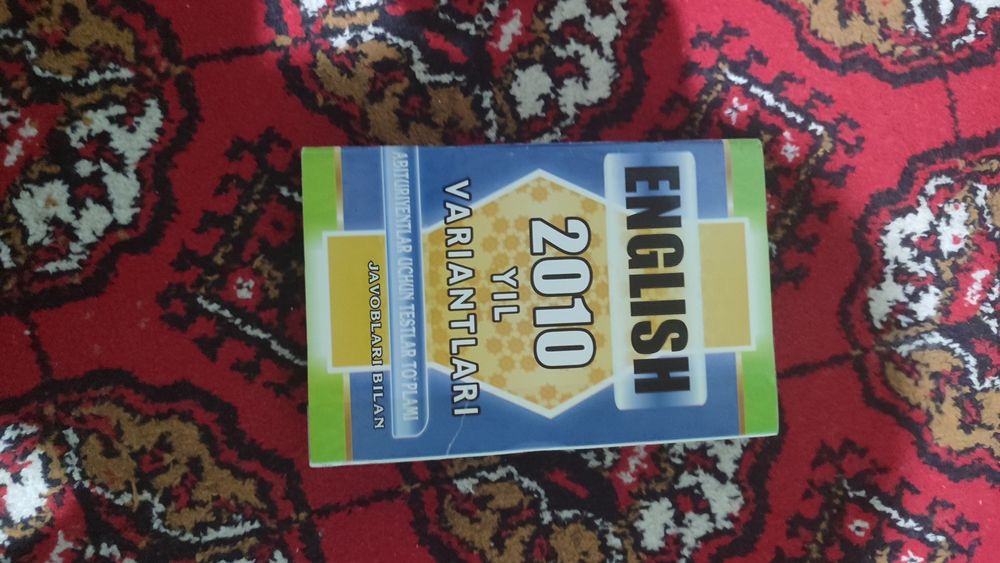 ENGLISH
2010
YIL
VARIANTLARI
ABITURIYENTLAR UCHUN TESTLAR TO'PLAMI
JAVOBLARI BILAN